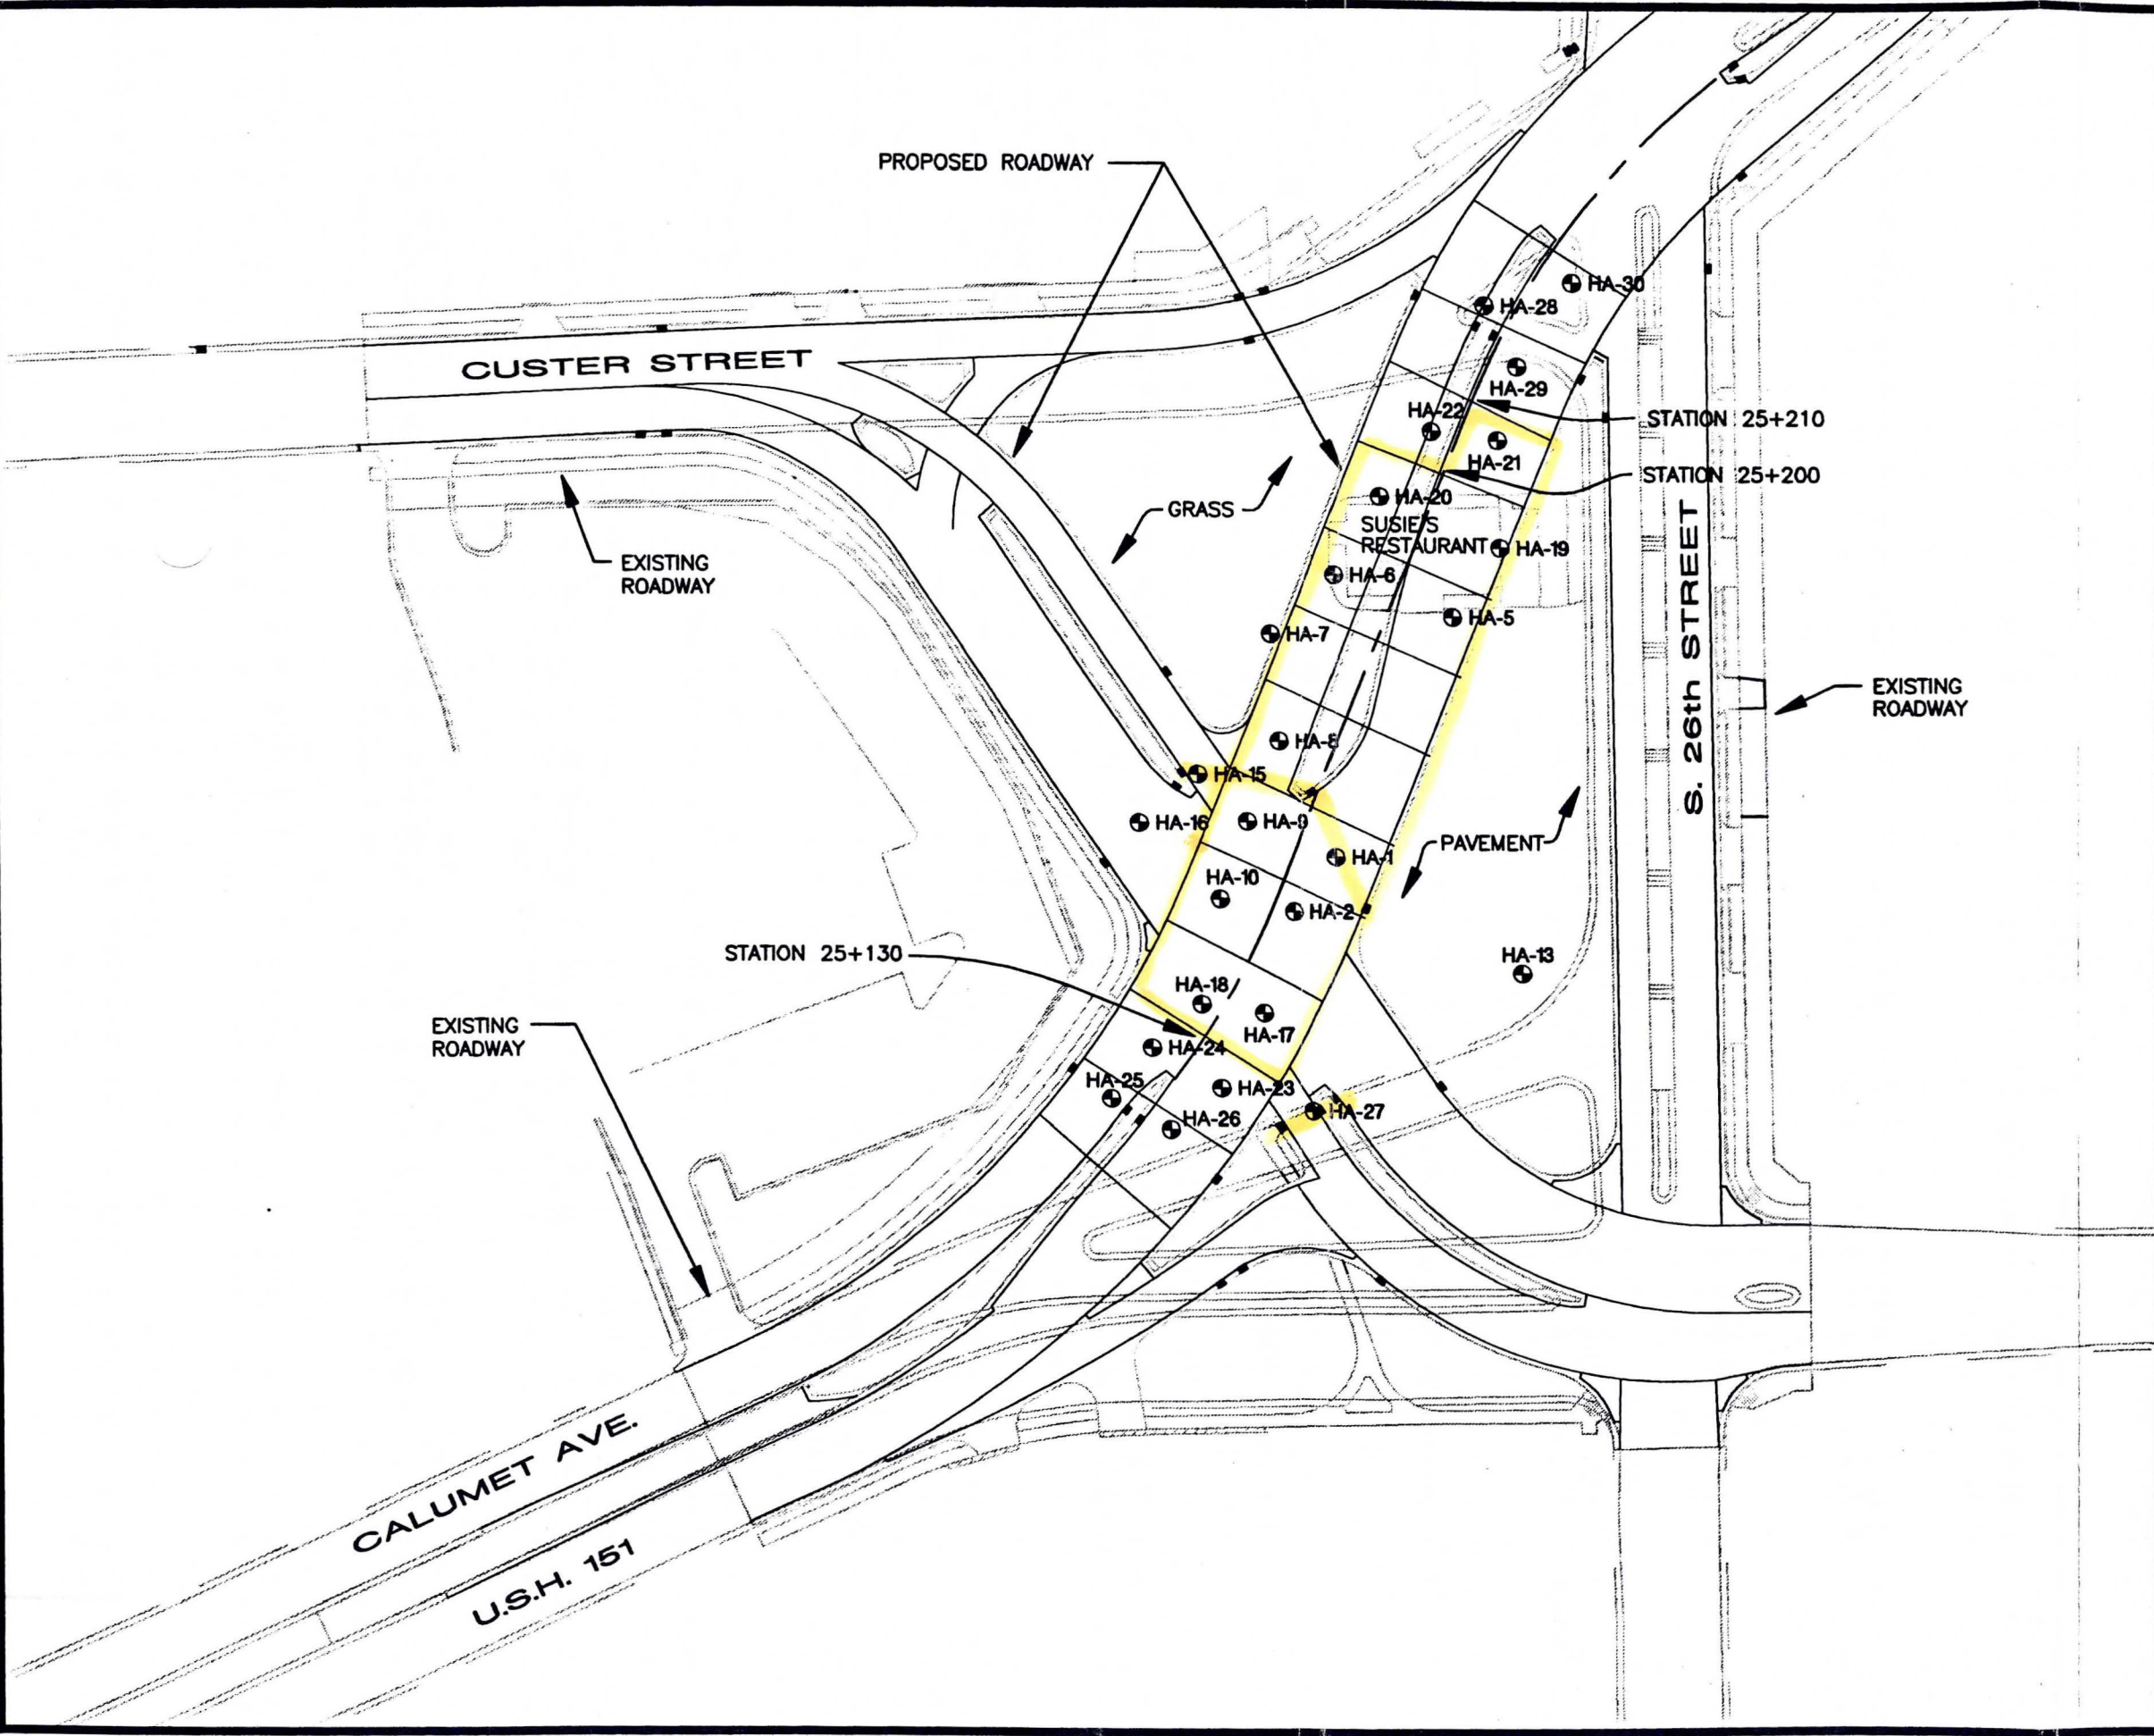 PROPOSED ROADWAY
HA-30
HA-28
CUSTER STREET
HA-29
HA-22
STATION 25+210
HA-21
STATION 25+200
HA-20
GRASS
SUSIE'S
RESTAURANT
HA-19
EXISTING
ROADWAY
HA-6
HA-5
HA-7
S. 26th STREET
EXISTING
ROADWAY
HA-8
HA-15
HA-16
HA-9
HA-1
PAVEMENT
HA-10
HA-2
STATION 25+130
HA-13
HA-18
HA-17
EXISTING
ROADWAY
HA-24
HA-25
HA-23
HA-27
HA-26
CALUMET AVE.
U.S.H. 151